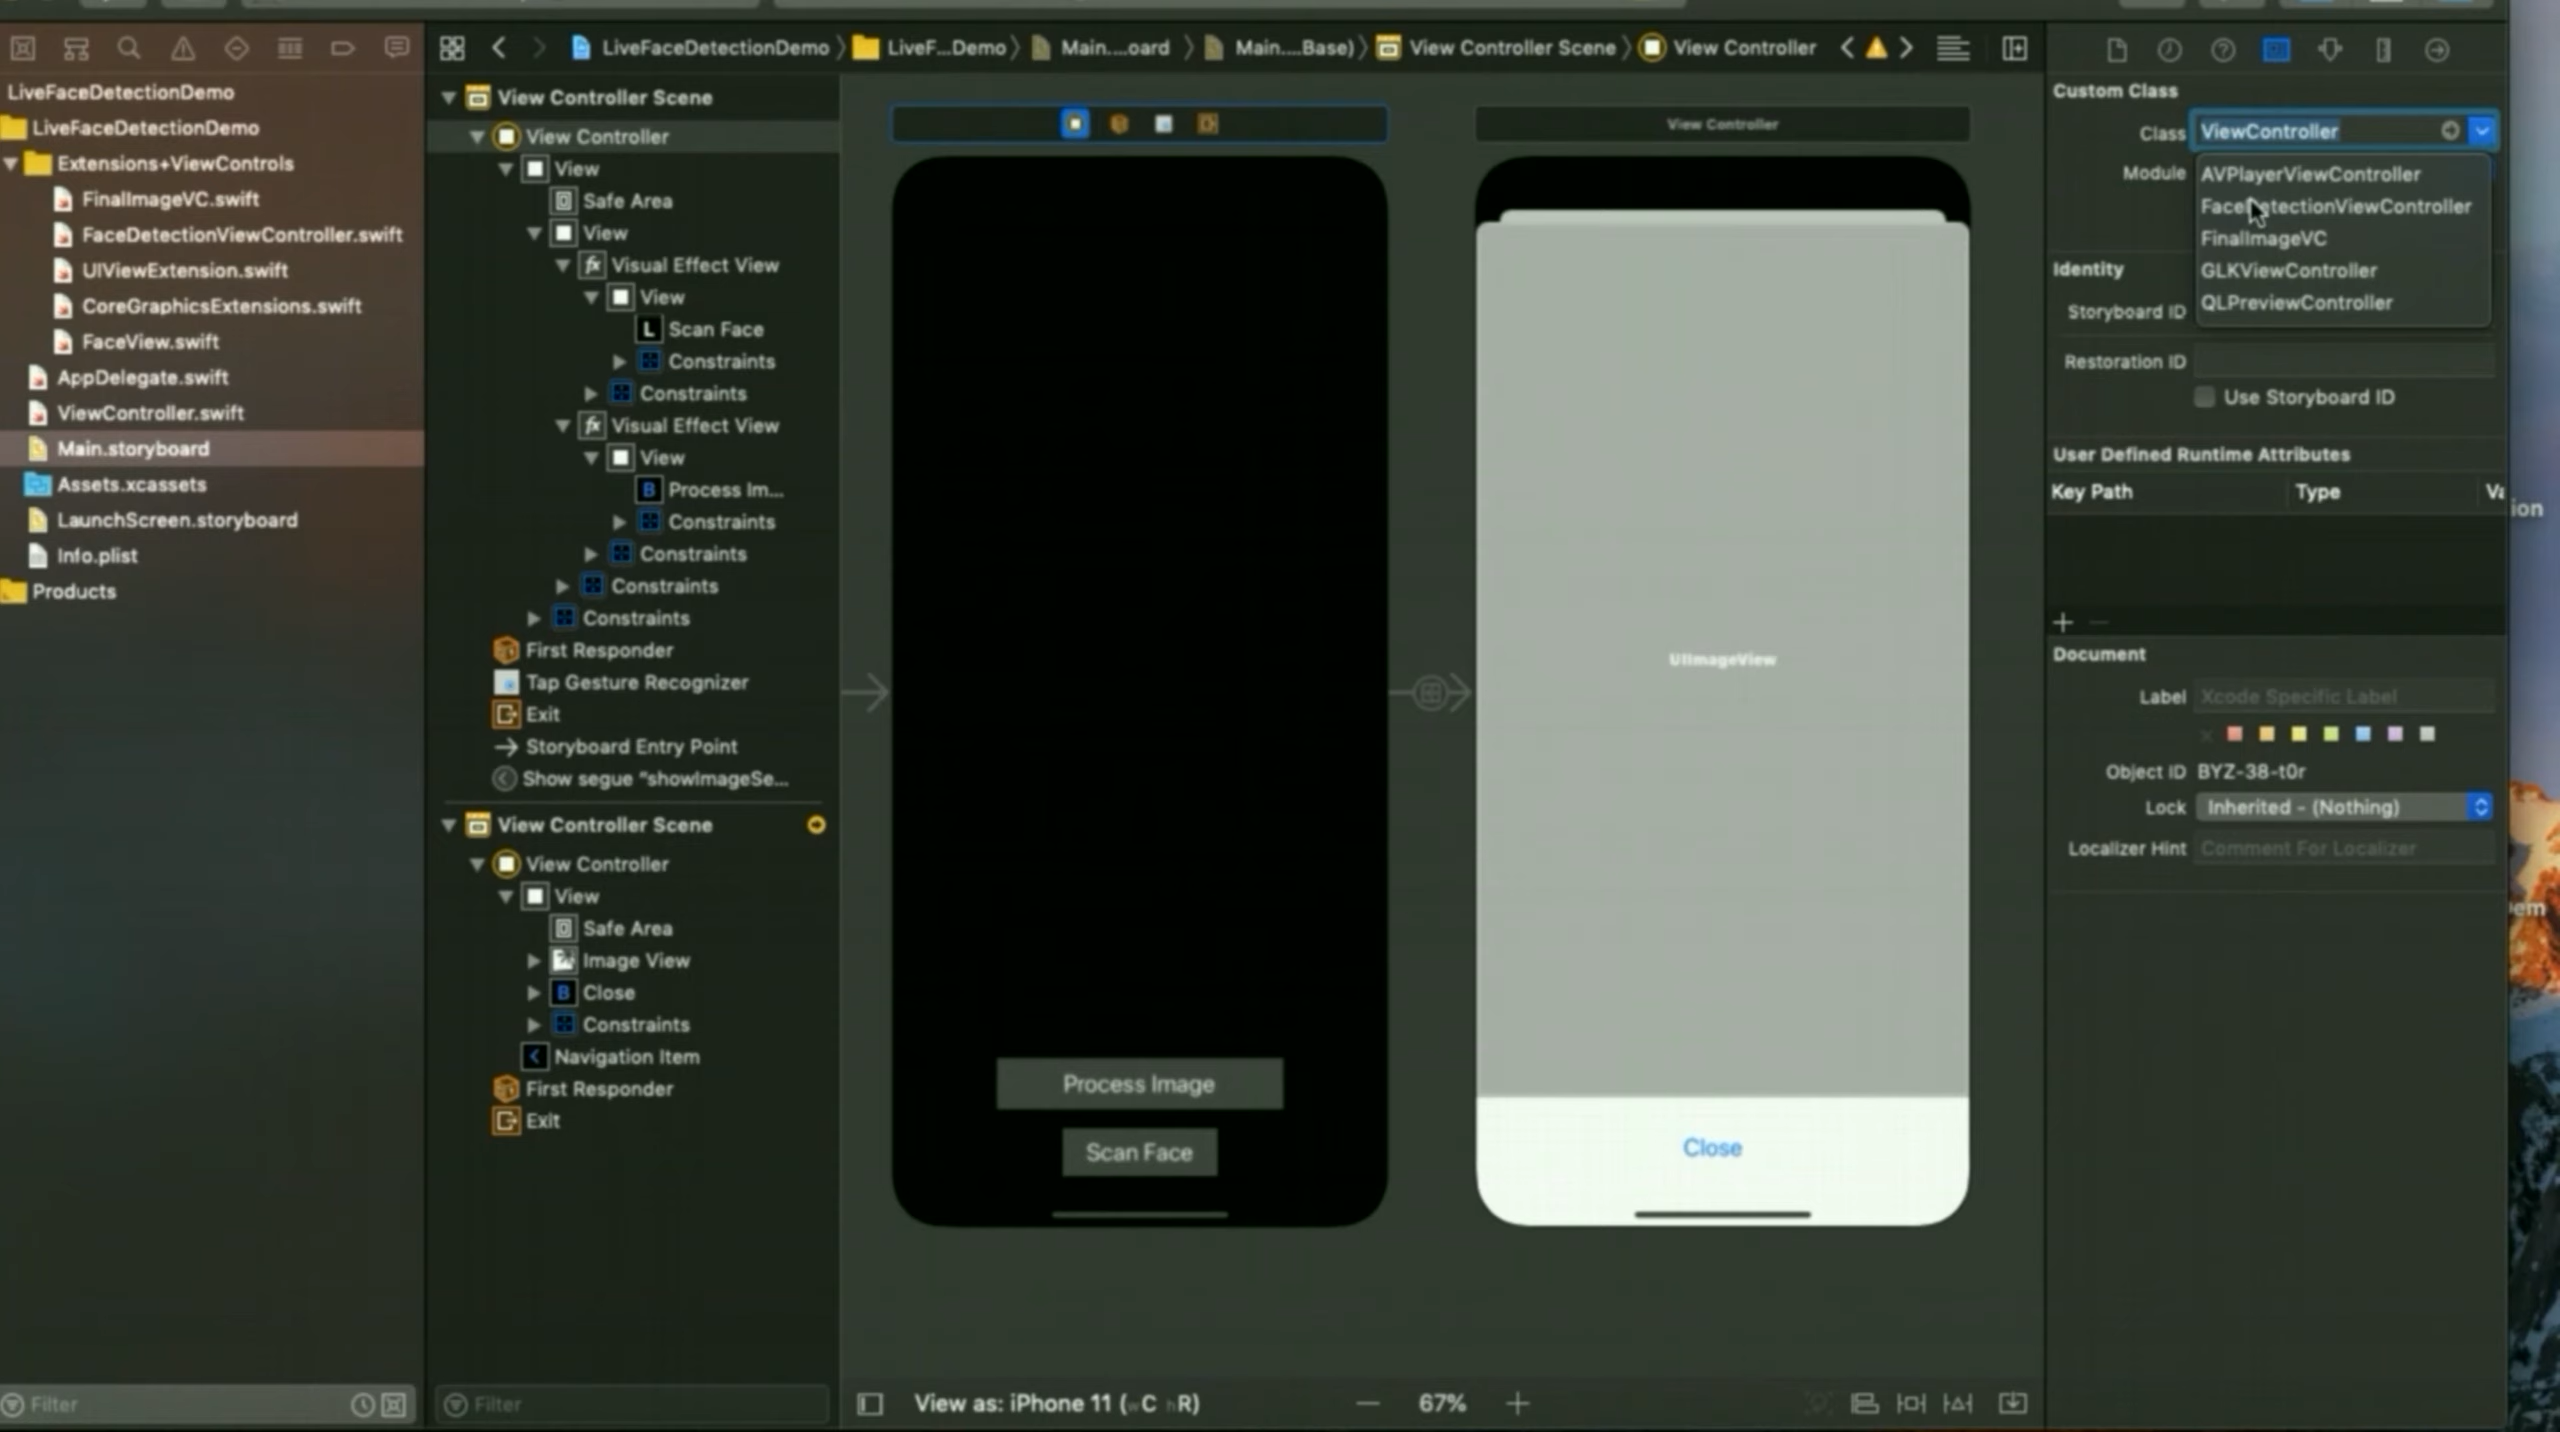 LiveFaceDetectionDemo
LiveF...Demo
Main....oard
Main....Base)
View Controller Scene
View Controller
LiveFaceDetectionDemo
LiveFaceDetectionDemo
Extensions+ViewControls
FinalImageVC.swift
FaceDetectionViewController.swift
UIViewExtension.swift
CoreGraphicsExtensions.swift
FaceView.swift
AppDelegate.swift
ViewController.swift
Main.storyboard
Assets.xcassets
LaunchScreen.storyboard
Info.plist
Products
Filter
View Controller Scene
View Controller
View
Safe Area
View
Visual Effect View
View
L Scan Face
Constraints
Constraints
Visual Effect View
View
B Process Im...
Constraints
Constraints
Constraints
Constraints
First Responder
Tap Gesture Recognizer
Exit
Storyboard Entry Point
Show segue "showImageSe...
View Controller Scene
View Controller
View
Safe Area
Image View
B Close
Constraints
Navigation Item
First Responder
Exit
Filter
Process Image
Scan Face
View Controller
UIImageView
Close
View as: iPhone 11 (wC hR)
67%
Custom Class
Class ViewController
Module
AVPlayerViewController
FaceDetectionViewController
FinalImageVC
GLKViewController
QLPreviewController
Identity
Storyboard ID
Restoration ID
Use Storyboard ID
User Defined Runtime Attributes
Key Path Type
Document
Label Xcode Specific Label
Object ID BYZ-38-t0r
Lock Inherited - (Nothing)
Localizer Hint Comment For Localizer
ion